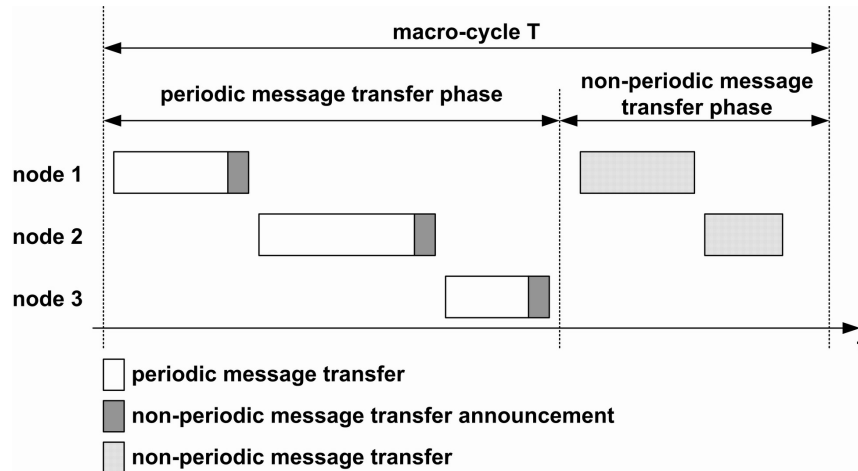 macro-cycle T
periodic message transfer phase
non-periodic message
transfer phase
node 1
node 2
node 3
periodic message transfer
non-periodic message transfer announcement
non-periodic message transfer